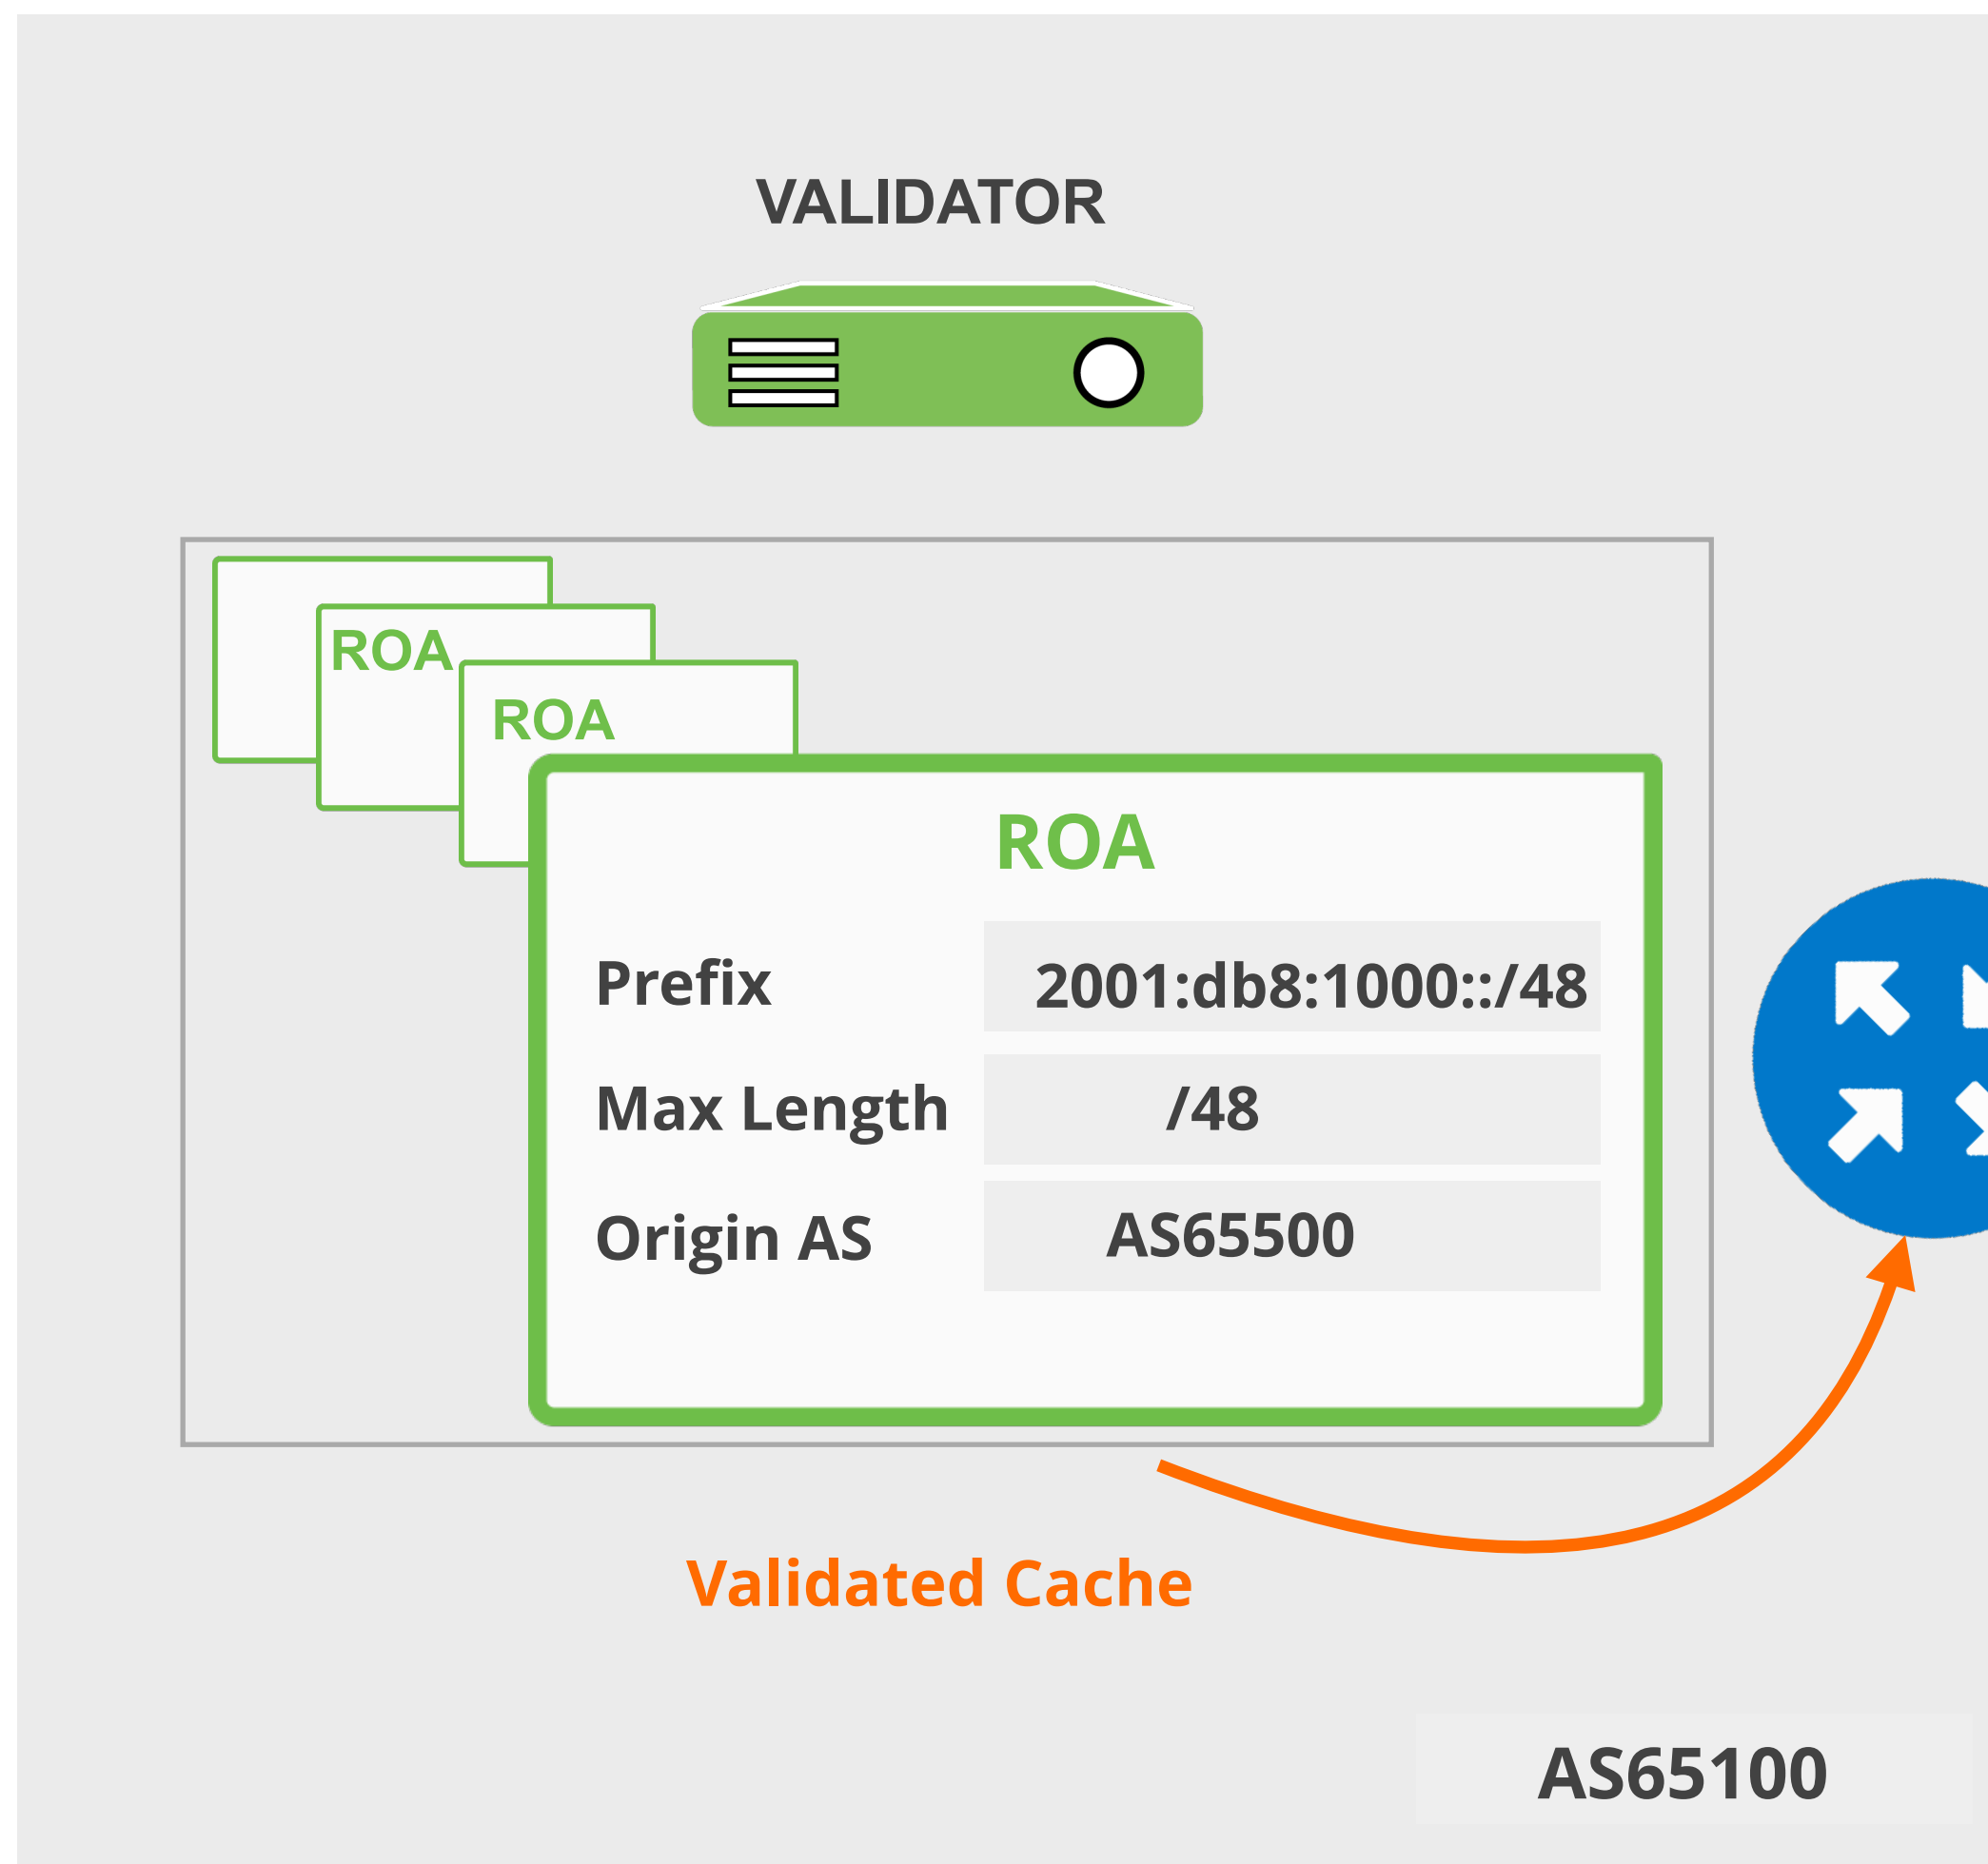 VALIDATOR
ROA
ROA
ROA
Prefix 2001:db8:1000::/48
Max Length /48
Origin AS AS65500
Validated Cache
AS65100